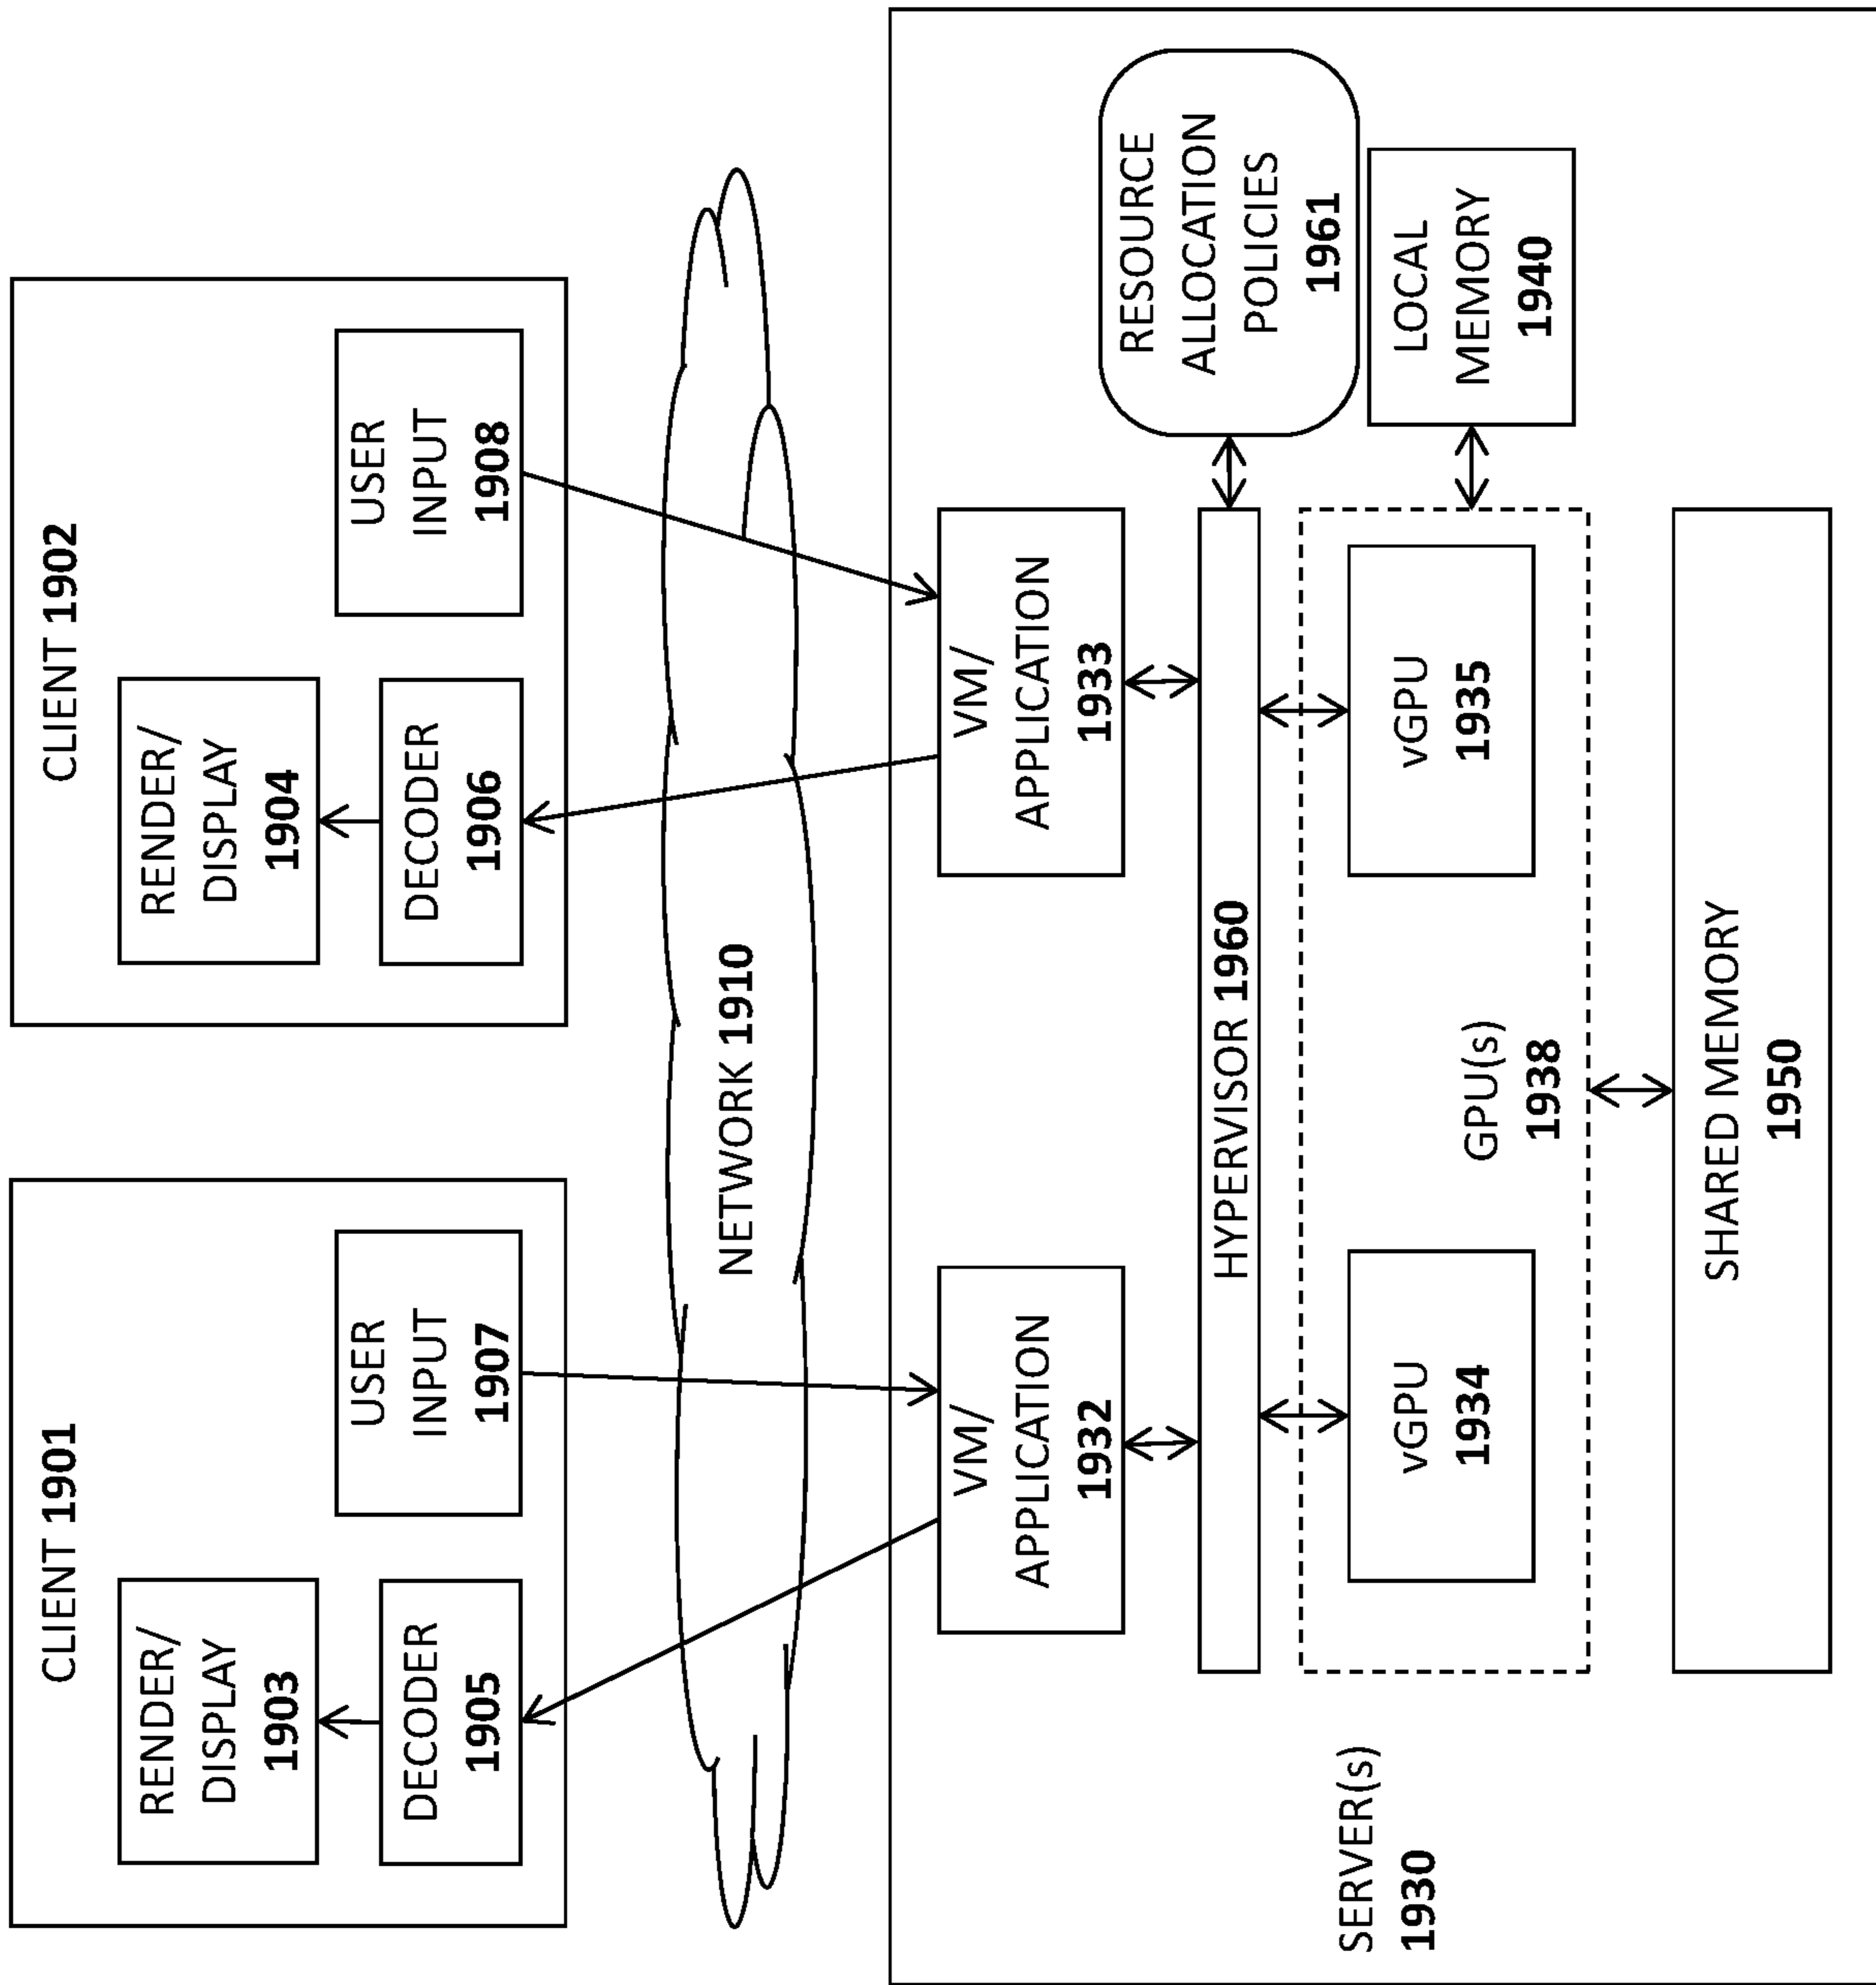 CLIENT 1901
RENDER/
DISPLAY
1903
DECODER
1905
USER
INPUT
1907
CLIENT 1902
RENDER/
DISPLAY
1904
DECODER
1906
USER
INPUT
1908
NETWORK 1910
SERVER(s)
1930
VM/
APPLICATION
1932
VM/
APPLICATION
1933
HYPERVISOR 1960
RESOURCE
ALLOCATION
POLICIES
1961
vGPU
1934
GPU(s)
1938
vGPU
1935
LOCAL
MEMORY
1940
SHARED MEMORY
1950